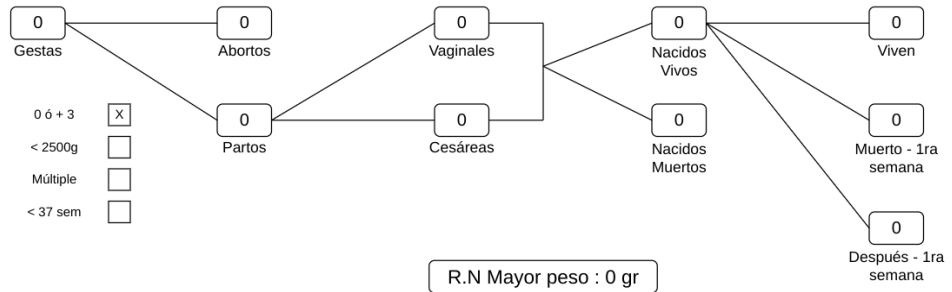 0
Gestas
0
Abortos
0
Vaginales
0
Nacidos
Vivos
0
Viven
0 ó + 3 X
< 2500g
Múltiple
< 37 sem
0
Partos
0
Cesáreas
0
Nacidos
Muertos
0
Muerto - 1ra
semana
0
Después - 1ra
semana
R.N Mayor peso : 0 gr